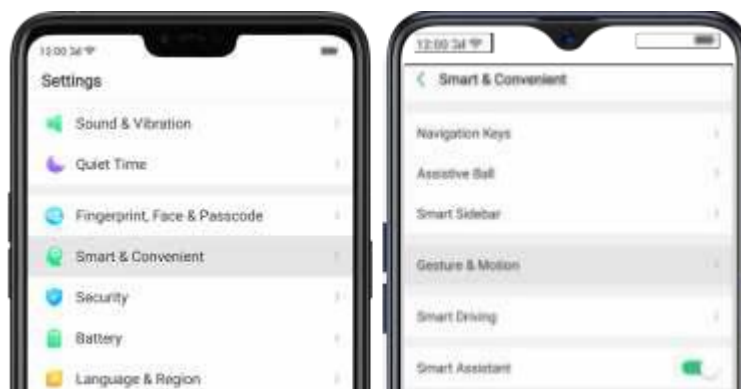 12:00
Settings
Sound & Vibration
Quiet Time
Fingerprint, Face & Passcode
Smart & Convenient
Security
Battery
Language & Region
12:00
Smart & Convenient
Navigation Keys
Assistive Ball
Smart Sidebar
Gesture & Motion
Smart Driving
Smart Assistant